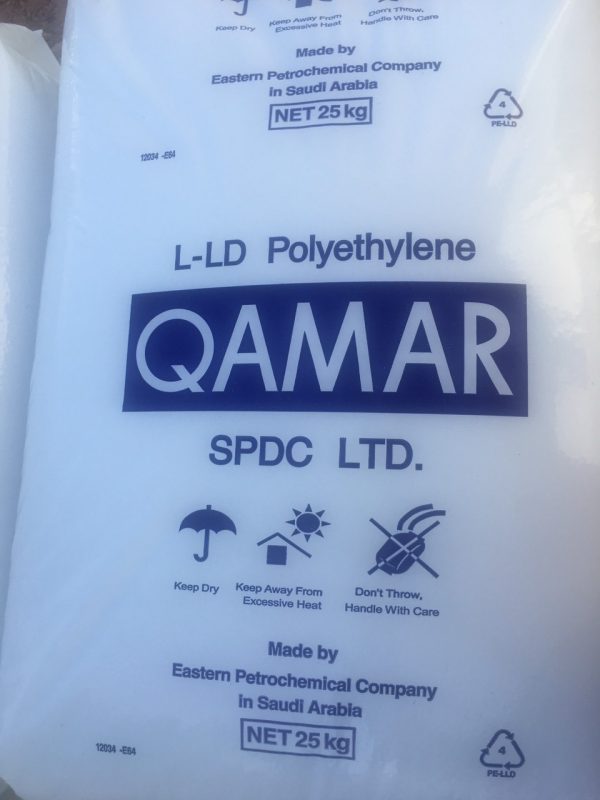 Keep Dry
Keep Away From
Excessive Heat
Don't Throw,
Handle With Care
Made by
Eastern Petrochemical Company
in Saudi Arabia
NET 25 kg
4
PE-LLD
12034 -E64
L-LD Polyethylene
QAMAR
SPDC LTD.
Keep Dry
Keep Away From
Excessive Heat
Don't Throw,
Handle With Care
Made by
Eastern Petrochemical Company
in Saudi Arabia
NET 25 kg
12034 -E64
4
PE-LLD